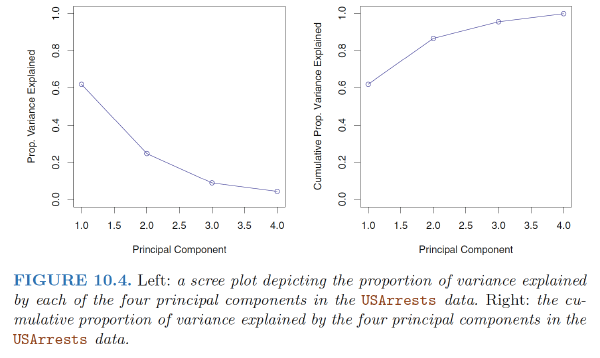 Prop. Variance Explained
0.0 0.2 0.4 0.6 0.8 1.0
1.0 1.5 2.0 2.5 3.0 3.5 4.0
Principal Component
Cumulative Prop. Variance Explained
0.0 0.2 0.4 0.6 0.8 1.0
1.0 1.5 2.0 2.5 3.0 3.5 4.0
Principal Component
FIGURE 10.4. Left: a scree plot depicting the proportion of variance explained
by each of the four principal components in the USArrests data. Right: the cu-
mulative proportion of variance explained by the four principal components in the
USArrests data.